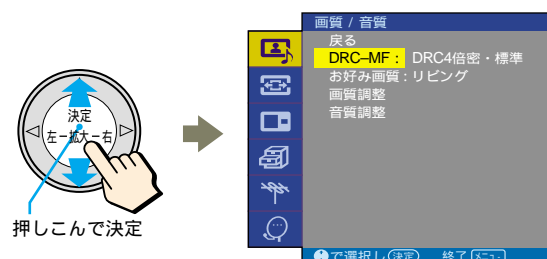 決定
左−拡大−右
押しこんで決定
画質 / 音質
戻る
DRC–MF： DRC4倍密・標準
お好み画質：リビング
画質調整
音質調整
で選択し 決定 終了 メニュー